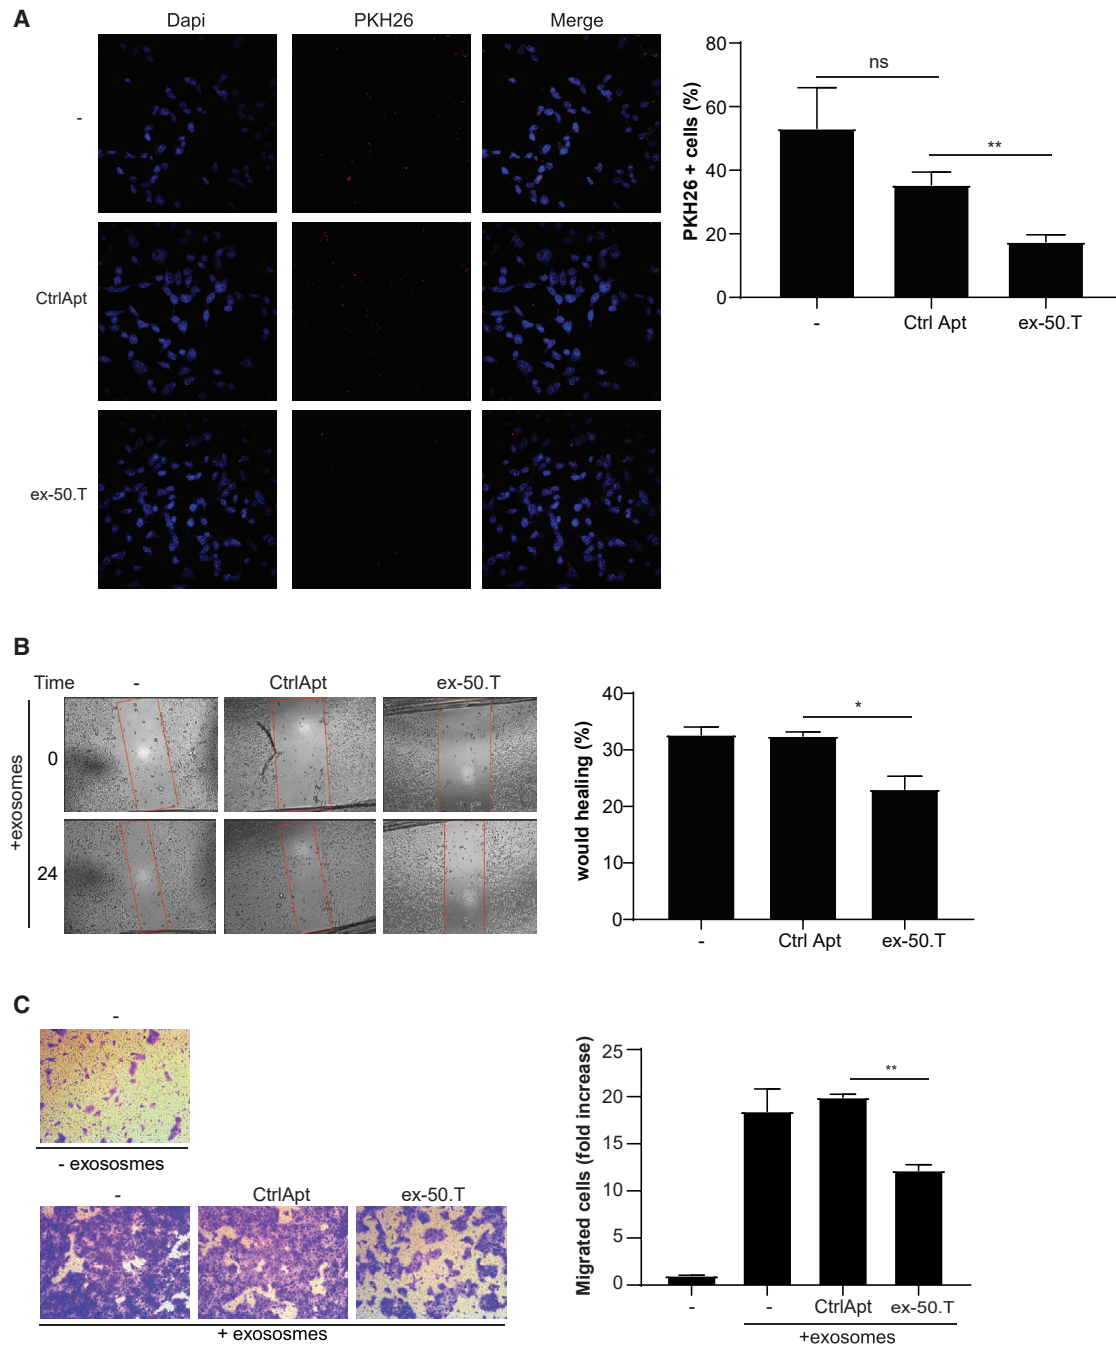 A
Dapi PKH26 Merge
-
CtrlApt
ex-50.T
PKH26 + cells (%)
80
60
40
20
0
ns
**
- Ctrl Apt ex-50.T
B
Time - CtrlApt ex-50.T
+exosomes
0
24
would healing (%)
40
30
20
10
0
*
- Ctrl Apt ex-50.T
C
-
- exososmes
- CtrlApt ex-50.T
+ exososmes
Migrated cells (fold increase)
25
20
15
10
5
0
**
- - CtrlApt ex-50.T
+exosomes